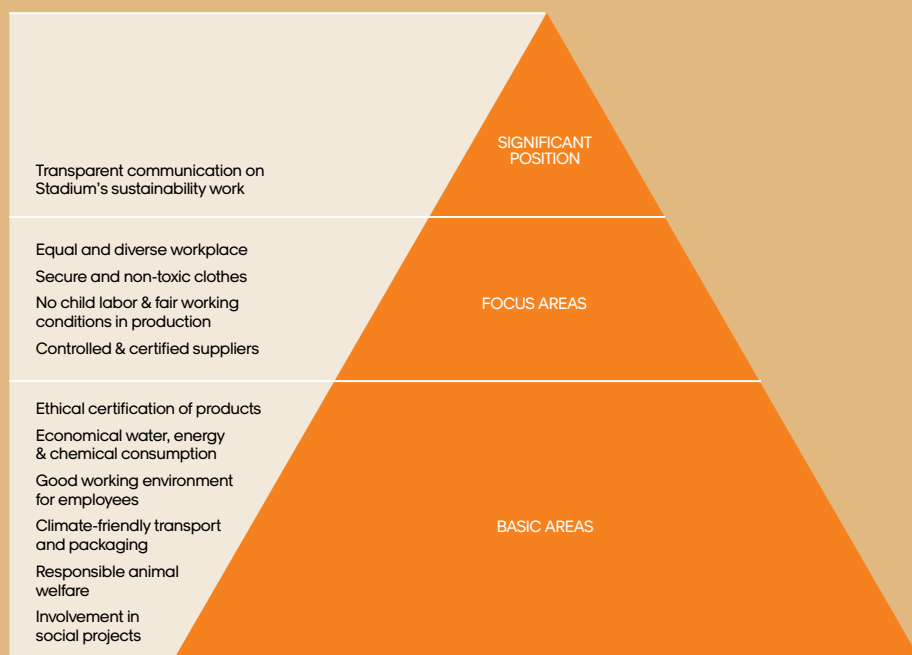 SIGNIFICANT
POSITION
Transparent communication on
Stadium's sustainability work
Equal and diverse workplace
Secure and non-toxic clothes
No child labor & fair working
conditions in production
Controlled & certified suppliers
FOCUS AREAS
Ethical certification of products
Economical water, energy
& chemical consumption
Good working environment
for employees
Climate-friendly transport
and packaging
Responsible animal
welfare
Involvement in
social projects
BASIC AREAS